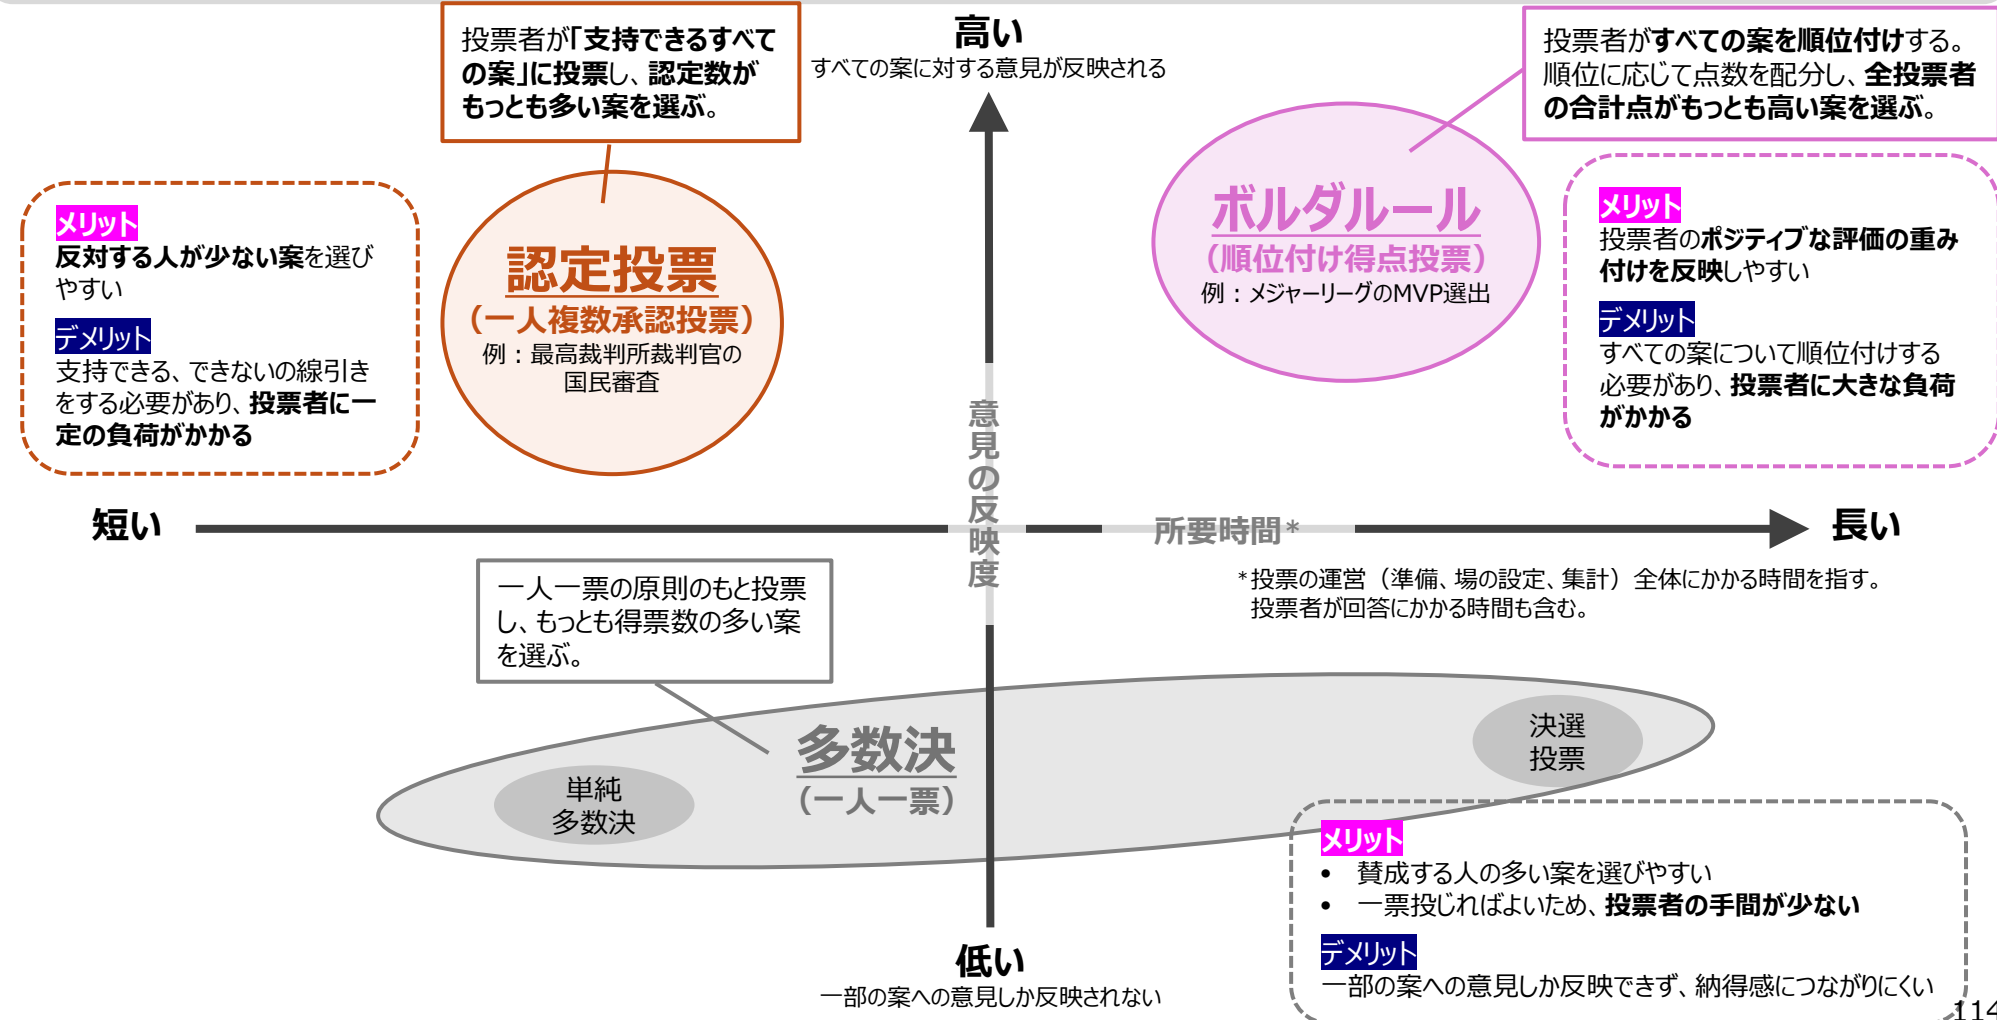 高い
すべての案に対する意見が反映される
投票者が「支持できるすべて
の案」に投票し、認定数が
もっとも多い案を選ぶ。
メリット
反対する人が少ない案を選び
やすい
デメリット
支持できる、できないの線引き
をする必要があり、投票者に一
定の負荷がかかる
認定投票
（一人複数承認投票）
例：最高裁判所裁判官の
国民審査
投票者がすべての案を順位付けする。
順位に応じて点数を配分し、全投票者
の合計点がもっとも高い案を選ぶ。
ボルダルール
（順位付け得点投票）
例：メジャーリーグのMVP選出
メリット
投票者のポジティブな評価の重み
付けを反映しやすい
デメリット
すべての案について順位付けする
必要があり、投票者に大きな負荷
がかかる
意見の反映度
短い
所要時間*
長い
*投票の運営（準備、場の設定、集計）全体にかかる時間を指す。
投票者が回答にかかる時間も含む。
一人一票の原則のもと投票
し、もっとも得票数の多い案
を選ぶ。
多数決
（一人一票）
単純
多数決
決選
投票
メリット
• 賛成する人の多い案を選びやすい
• 一票投じればよいため、投票者の手間が少ない
デメリット
一部の案への意見しか反映できず、納得感につながりにくい
低い
一部の案への意見しか反映されない
114